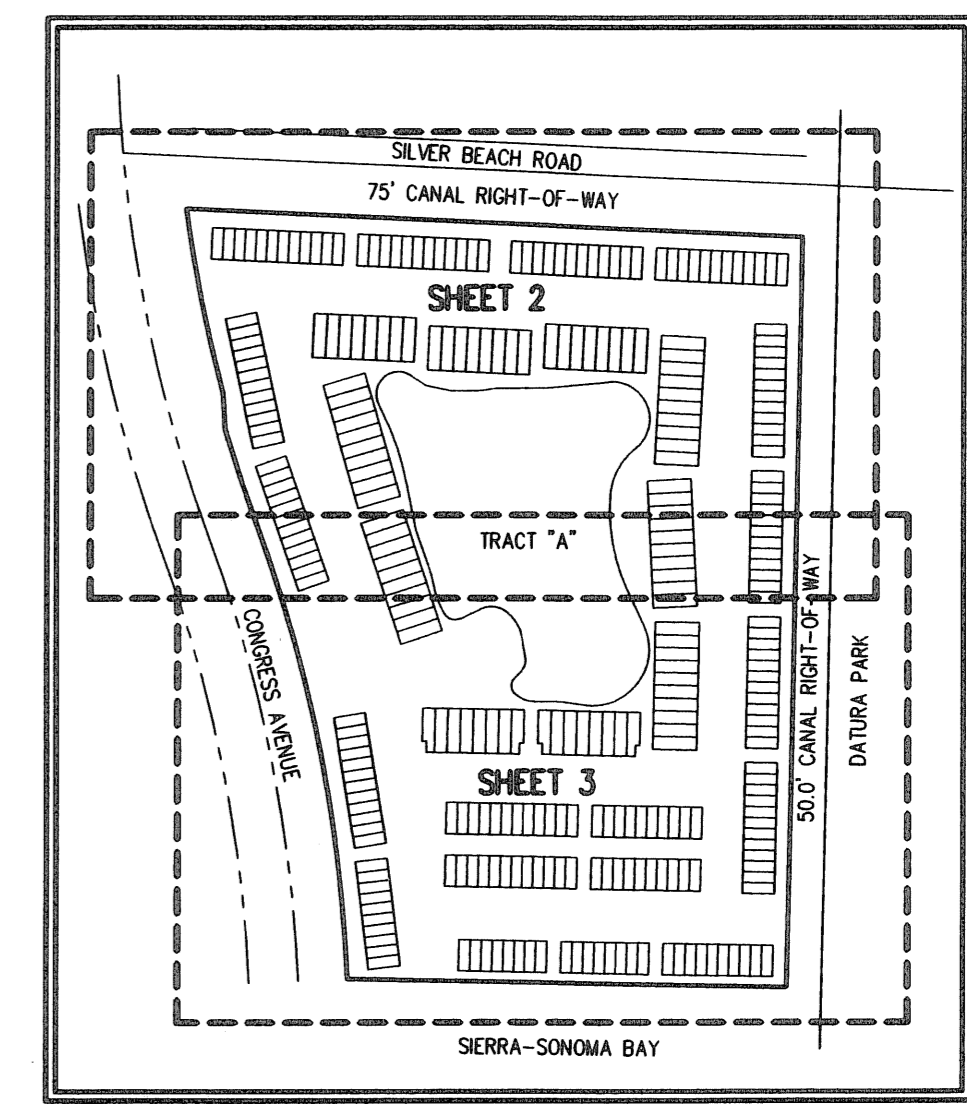 SILVER BEACH ROAD
75' CANAL RIGHT-OF-WAY
SHEET 2
TRACT "A"
CONGRESS AVENUE
50.0' CANAL RIGHT-OF-WAY
DATURA PARK
SHEET 3
SIERRA-SONOMA BAY